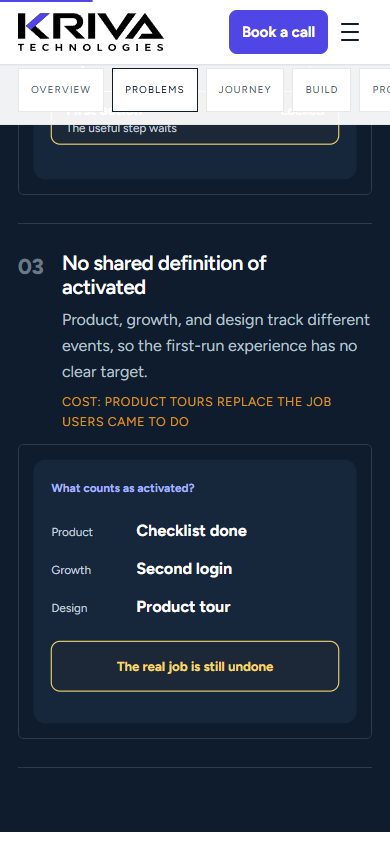 KRIVA
TECHNOLOGIES
Book a call
OVERVIEW
PROBLEMS
JOURNEY
BUILD
The useful step waits
03
No shared definition of
activated
Product, growth, and design track different
events, so the first-run experience has no
clear target.
COST: PRODUCT TOURS REPLACE THE JOB
USERS CAME TO DO
What counts as activated?
Product Checklist done
Growth Second login
Design Product tour
The real job is still undone